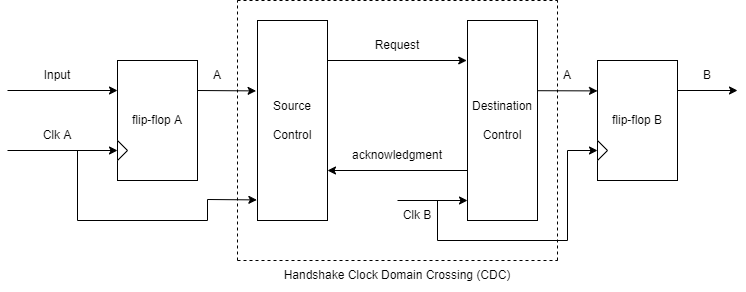 Input
flip-flop A
Clk A
A
Source
Control
Request
acknowledgment
Destination
Control
Clk B
A
flip-flop B
B
Handshake Clock Domain Crossing (CDC)